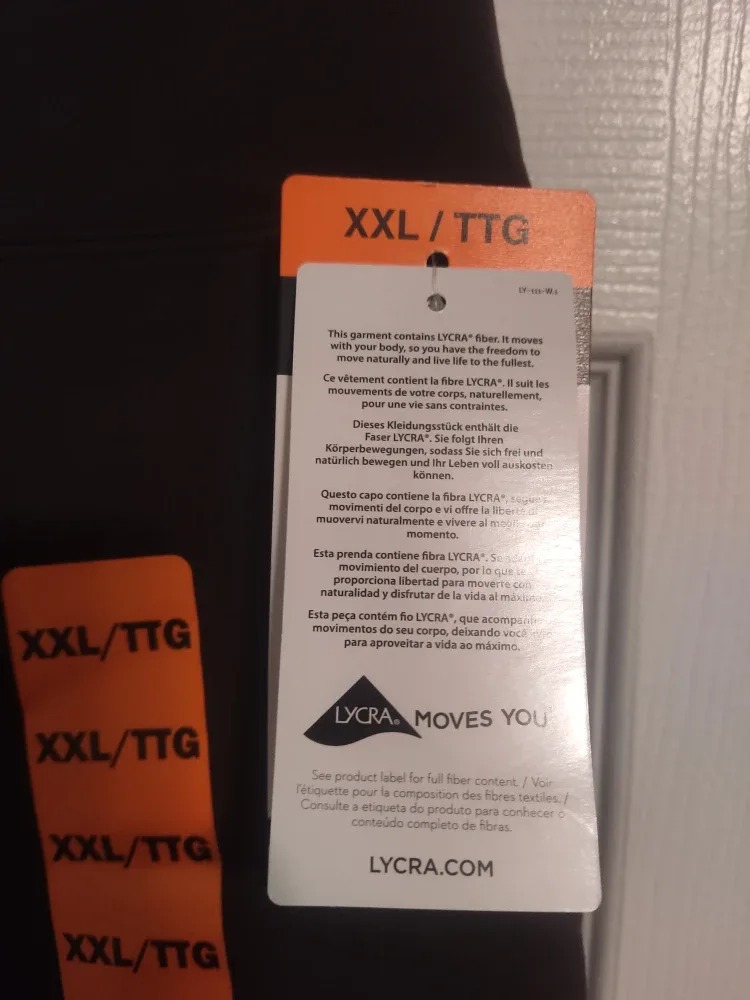 XXL / TTG
This garment contains LYCRA® fiber. It moves
with your body, so you have the freedom to
move naturally and live life to the fullest.
Ce vêtement contient la fibre LYCRA®. Il suit les
mouvements de votre corps, naturellement,
pour une vie sans contraintes.
Dieses Kleidungsstück enthält die
Faser LYCRA®. Sie folgt Ihren
Körperbewegungen, sodass Sie sich frei und
natürlich bewegen und Ihr Leben voll auskosten
können.
Questo capo contiene la fibra LYCRA®, segue i
movimenti del corpo e vi offre la libertà di
muovervi naturalmente e vivere al
momento.
Esta prenda contiene fibra LYCRA®.
movimiento del cuerpo, por lo que te
proporciona libertad para moverte con
naturalidad y disfrutar de la vida al máximo.
Esta peça contém fio LYCRA®, que acompanha
movimentos do seu corpo, deixando você
para aproveitar a vida ao máximo.
LYCRA® MOVES YOU
See product label for full fiber content. / Voir
l'étiquette pour la composition des fibres textiles. /
Consulte a etiqueta do produto para conhecer o
conteúdo completo de fibras.
LYCRA.COM
XXL/TTG
XXL/TTG
XXL/TTG
XXL/TTG